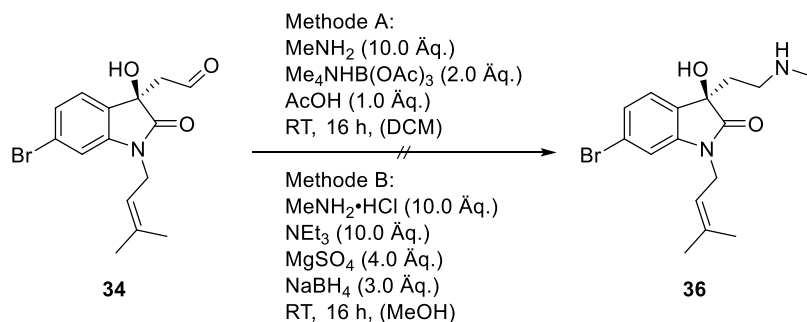 Methode A:
MeNH2 (10.0 Äq.)
Me4NHB(OAc)3 (2.0 Äq.)
AcOH (1.0 Äq.)
RT, 16 h, (DCM)
Methode B:
MeNH2•HCl (10.0 Äq.)
NEt3 (10.0 Äq.)
MgSO4 (4.0 Äq.)
NaBH4 (3.0 Äq.)
RT, 16 h, (MeOH)
HO
O
O
N
Br
34
H
N
HO
O
N
Br
36